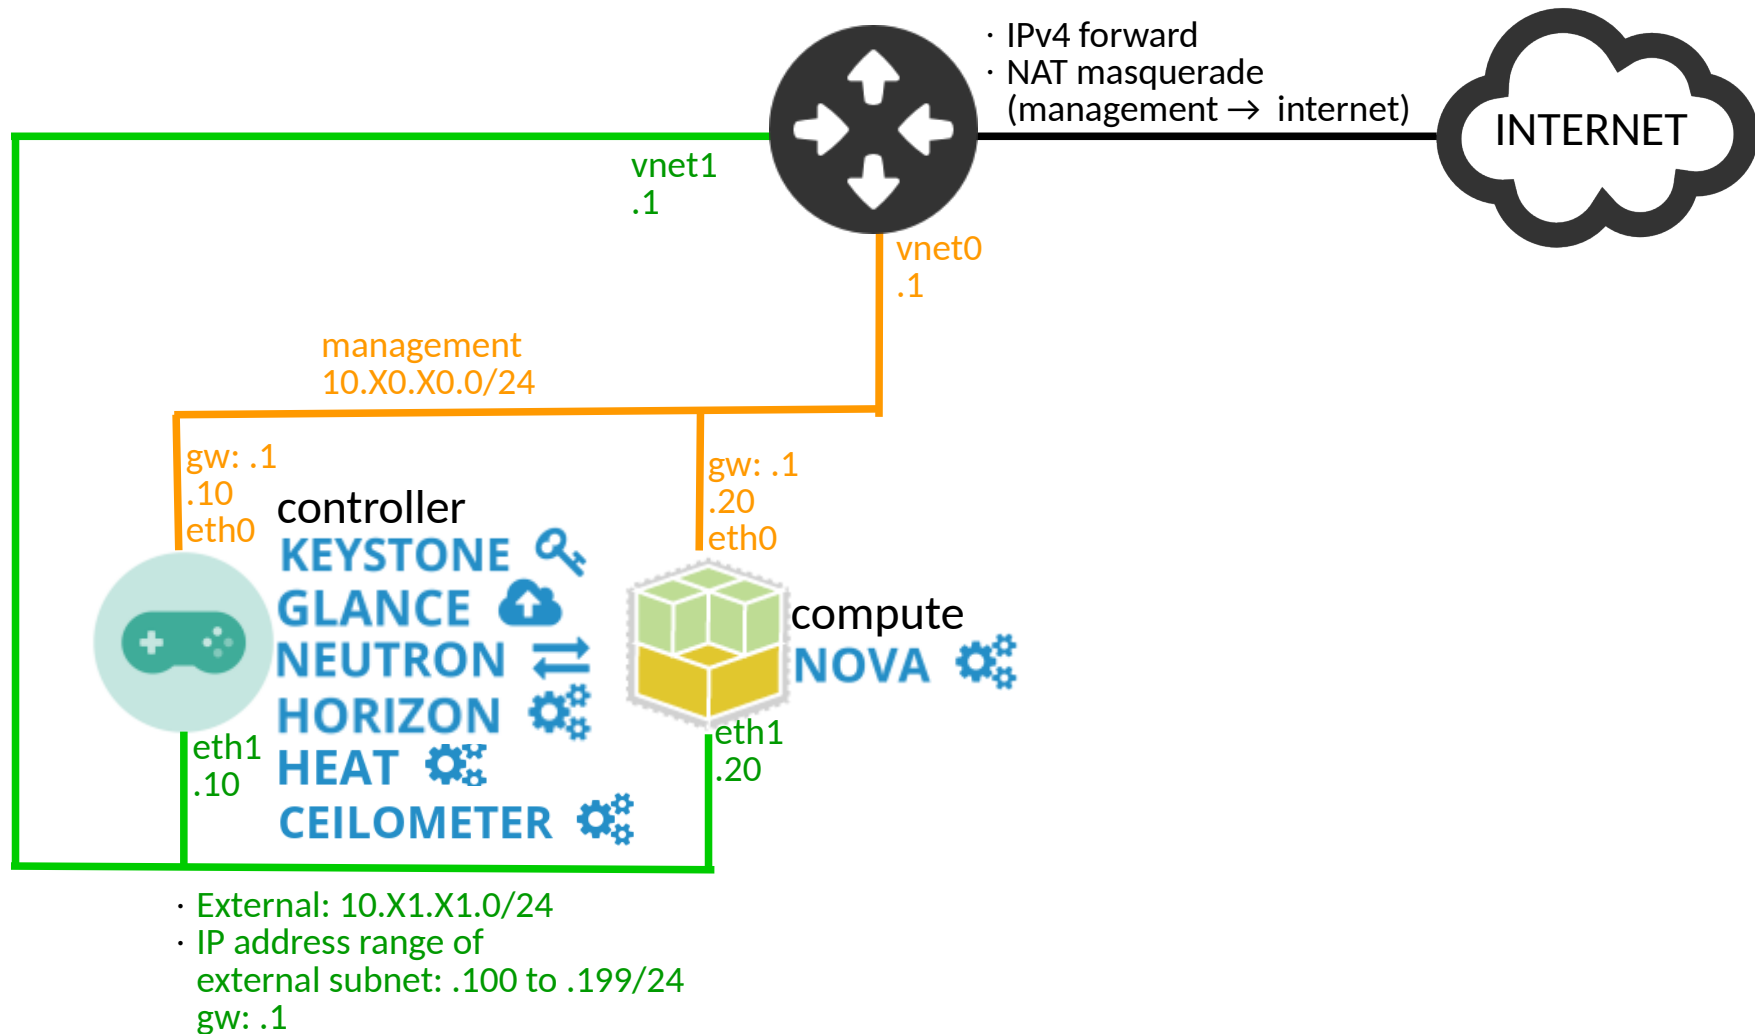 · IPv4 forward
· NAT masquerade
(management → internet)
INTERNET
vnet1
.1
vnet0
.1
management
10.X0.X0.0/24
gw: .1
.10
eth0
gw: .1
.20
eth0
controller
KEYSTONE
GLANCE
NEUTRON
HORIZON
HEAT
CEILOMETER
compute
NOVA
eth1
.10
eth1
.20
· External: 10.X1.X1.0/24
· IP address range of
external subnet: .100 to .199/24
gw: .1